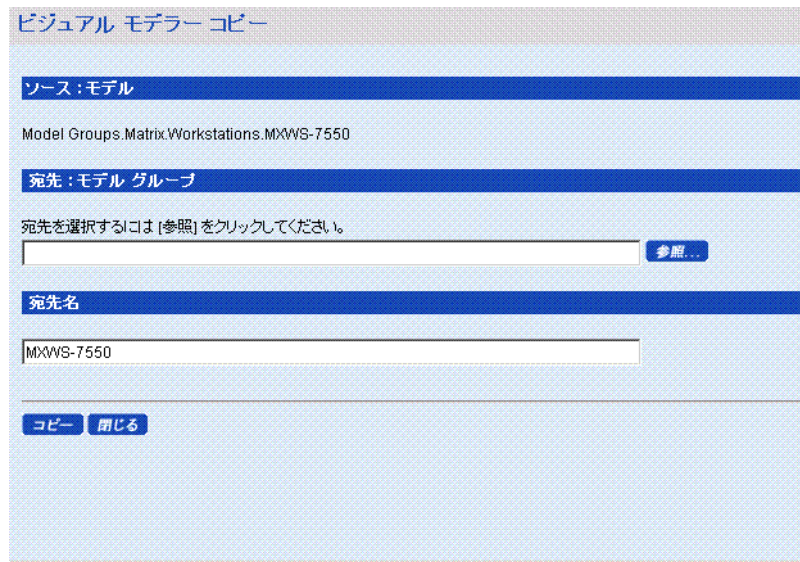 ビジュアル モデラー コピー
ソース : モデル
Model Groups.Matrix.Workstations.MXWS-7550
宛先 : モデル グループ
宛先を選択するには [参照] をクリックしてください。
参照...
宛先名
MXWS-7550
コピー 閉じる